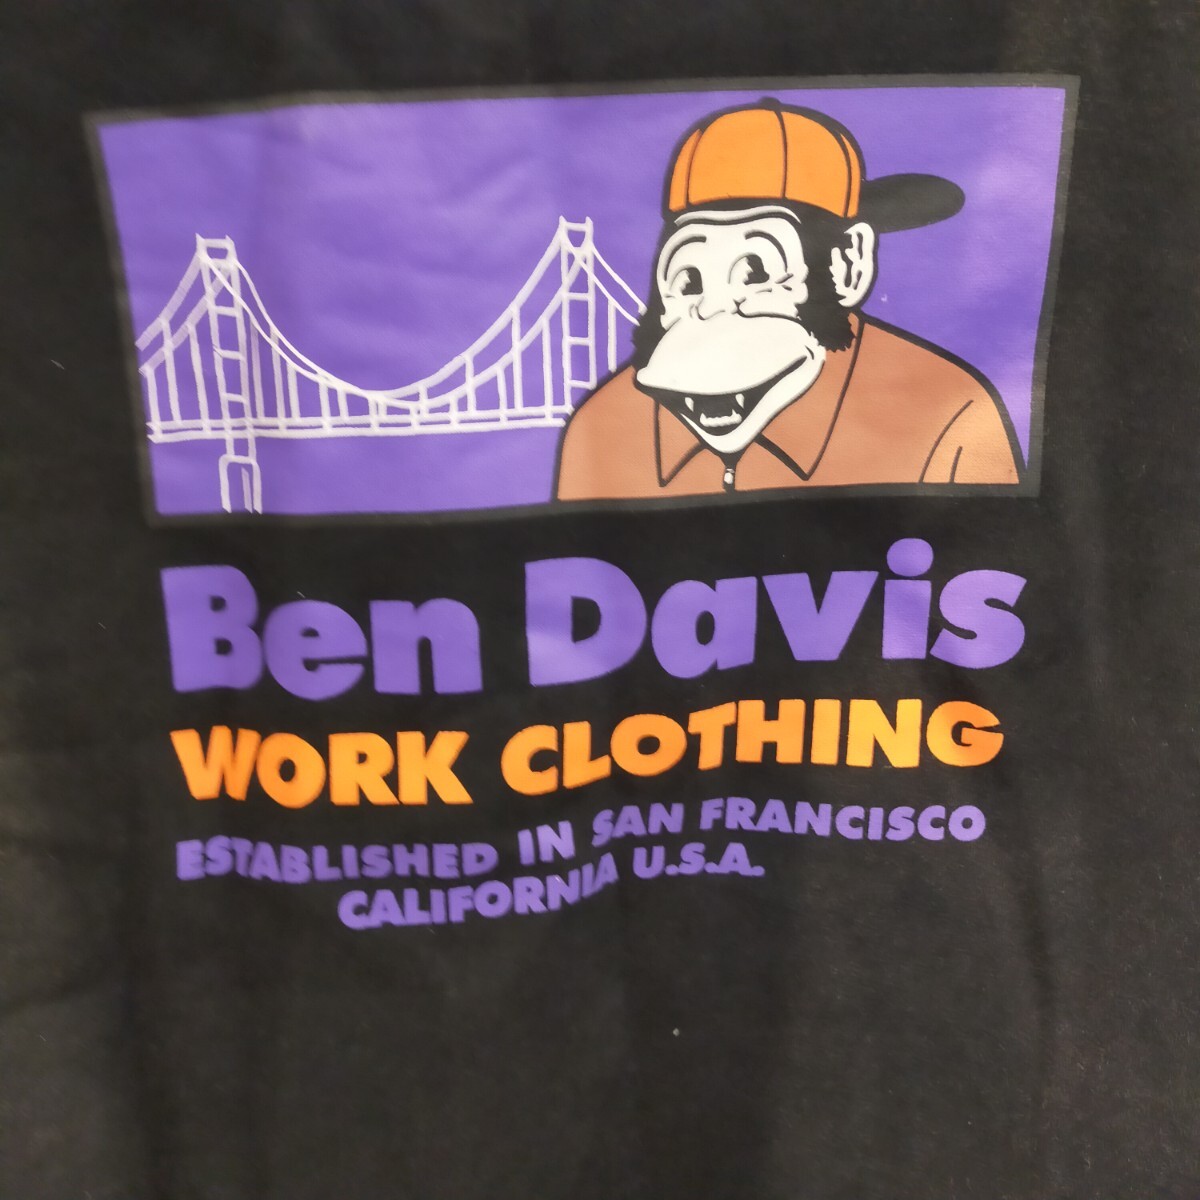 Ben Davis
WORK CLOTHING
ESTABLISHED IN SAN FRANCISCO
CALIFORNIA U.S.A.